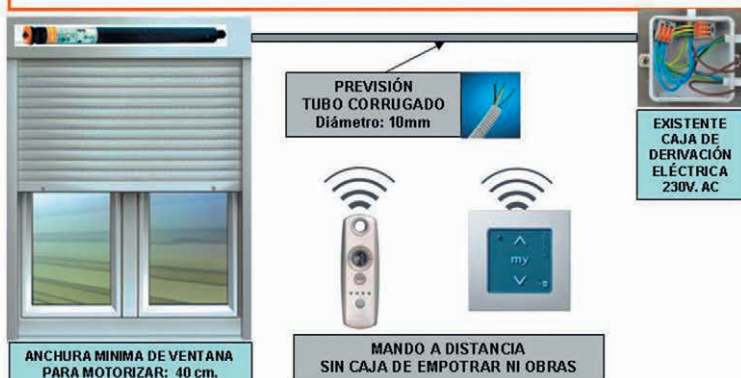 PREVISIÓN
TUBO CORRUGADO
Diámetro: 10mm
EXISTENTE
CAJA DE
DERIVACIÓN
ELÉCTRICA
230V. AC
my
ANCHURA MINIMA DE VENTANA
PARA MOTORIZAR: 40 cm.
MANDO A DISTANCIA
SIN CAJA DE EMPOTRAR NI OBRAS